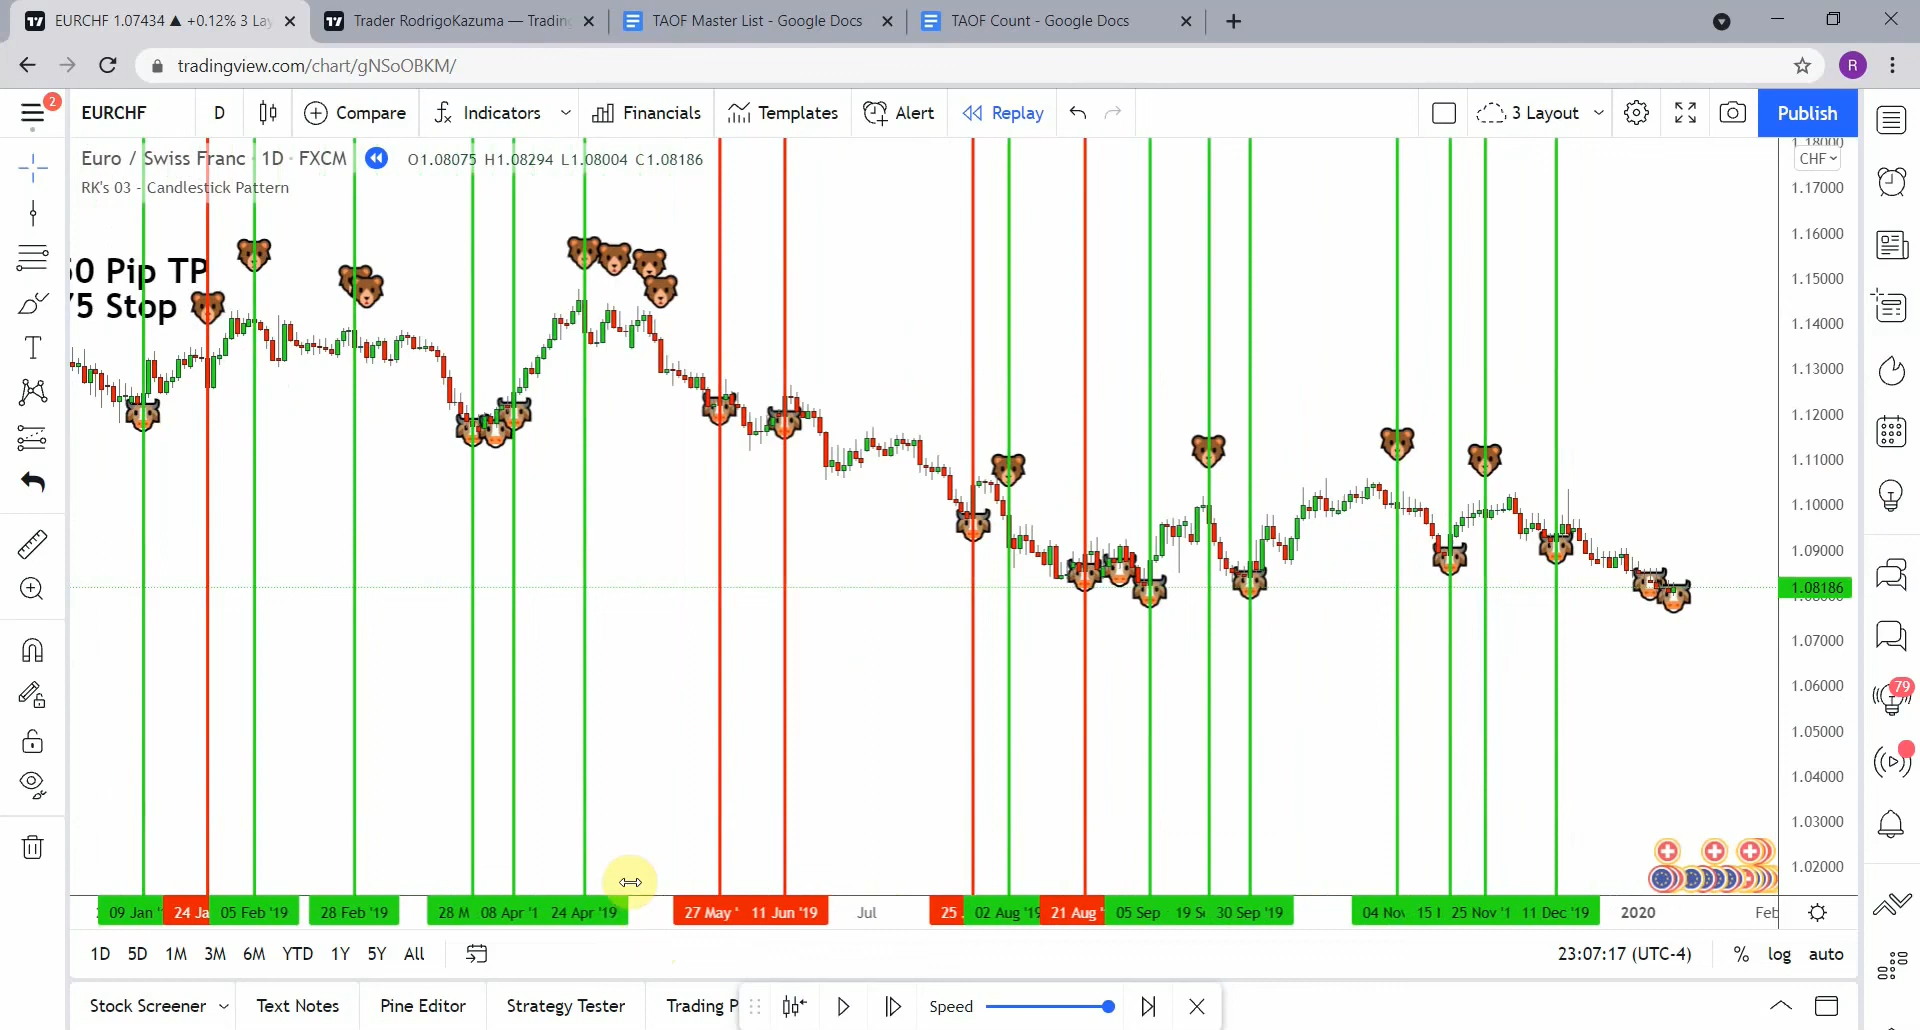 EURCHF 1.07434 ▲ +0.12% 3 La
Trader RodrigoKazuma — Trading
TAOF Master List - Google Docs
TAOF Count - Google Docs
tradingview.com/chart/gNSoOBKM/
R
2
EURCHF
D
Compare
Indicators
Financials
Templates
Alert
Replay
3 Layout
Publish
Euro / Swiss Franc · 1D · FXCM
O1.08075 H1.08294 L1.08004 C1.08186
RK's 03 - Candlestick Pattern
CHF
50 Pip TP
75 Stop
1.18000
1.17000
1.16000
1.15000
1.14000
1.13000
1.12000
1.11000
1.10000
1.09000
1.08186
1.07000
1.06000
1.05000
1.04000
1.03000
1.02000
79
09 Jan '
24 Ja
05 Feb '19
28 Feb '19
28 M
08 Apr '1
24 Apr '19
27 May '
11 Jun '19
Jul
25
02 Aug '19
21 Aug '
05 Sep
19 S
30 Sep '19
04 Nov
15
25 Nov '1
11 Dec '19
2020
Feb
1D 5D 1M 3M 6M YTD 1Y 5Y All
23:07:17 (UTC-4)
% log auto
Stock Screener
Text Notes
Pine Editor
Strategy Tester
Trading P
Speed